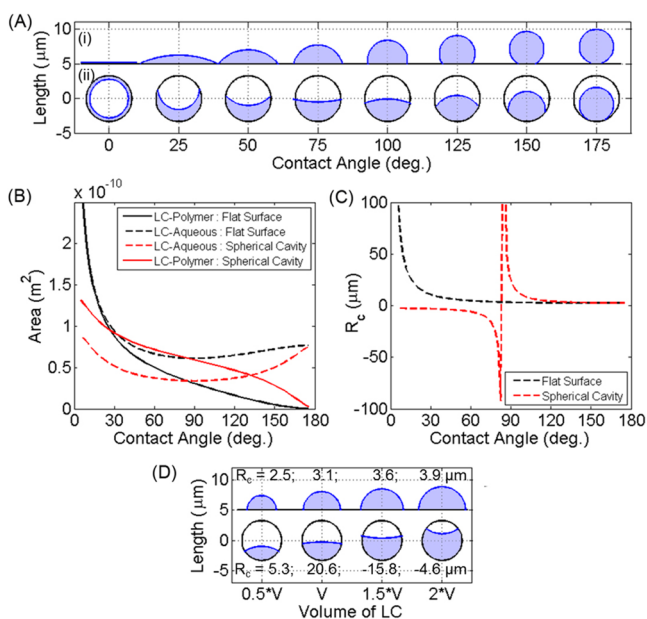 (A)
Length (μm)
10
5
0
-5
(i)
(ii)
0 25 50 75 100 125 150 175
Contact Angle (deg.)
(B)
x 10⁻¹⁰
Area (m²)
2
1.5
1
0.5
0
LC-Polymer : Flat Surface
LC-Aqueous : Flat Surface
LC-Aqueous : Spherical Cavity
LC-Polymer : Spherical Cavity
0 30 60 90 120 150 180
Contact Angle (deg.)
(C)
R_c (μm)
100
50
0
-50
-100
Flat Surface
Spherical Cavity
0 30 60 90 120 150 180
Contact Angle (deg.)
(D)
Length (μm)
10
5
0
-5
R_c = 2.5; 3.1; 3.6; 3.9 μm
R_c = 5.3; 20.6; -15.8; -4.6 μm
0.5*V V 1.5*V 2*V
Volume of LC